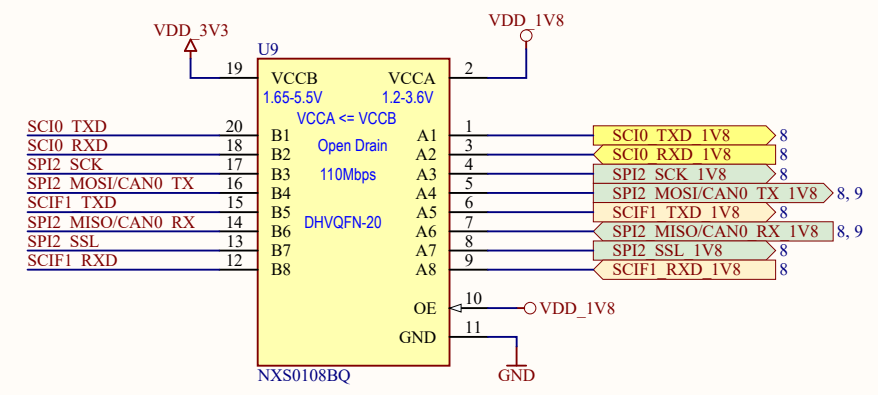 VDD_3V3 VDD_1V8
U9
19 VCCB VCCA 2
1.65-5.5V 1.2-3.6V
VCCA <= VCCB
SCI0_TXD 20 B1 A1 1 SCI0_TXD_1V8 8
Open Drain
SCI0_RXD 18 B2 A2 3 SCI0_RXD_1V8 8
SPI2_SCK 17 B3 110Mbps A3 4 SPI2_SCK_1V8 8
SPI2_MOSI/CAN0_TX 16 B4 A4 5 SPI2_MOSI/CAN0_TX_1V8 8, 9
SCIF1_TXD 15 B5 A5 6 SCIF1_TXD_1V8 8
DHVQFN-20
SPI2_MISO/CAN0_RX 14 B6 A6 7 SPI2_MISO/CAN0_RX_1V8 8, 9
SPI2_SSL 13 B7 A7 8 SPI2_SSL_1V8 8
SCIF1_RXD 12 B8 A8 9 SCIF1_RXD_1V8 8
OE 10 VDD_1V8
GND 11
NXS0108BQ GND